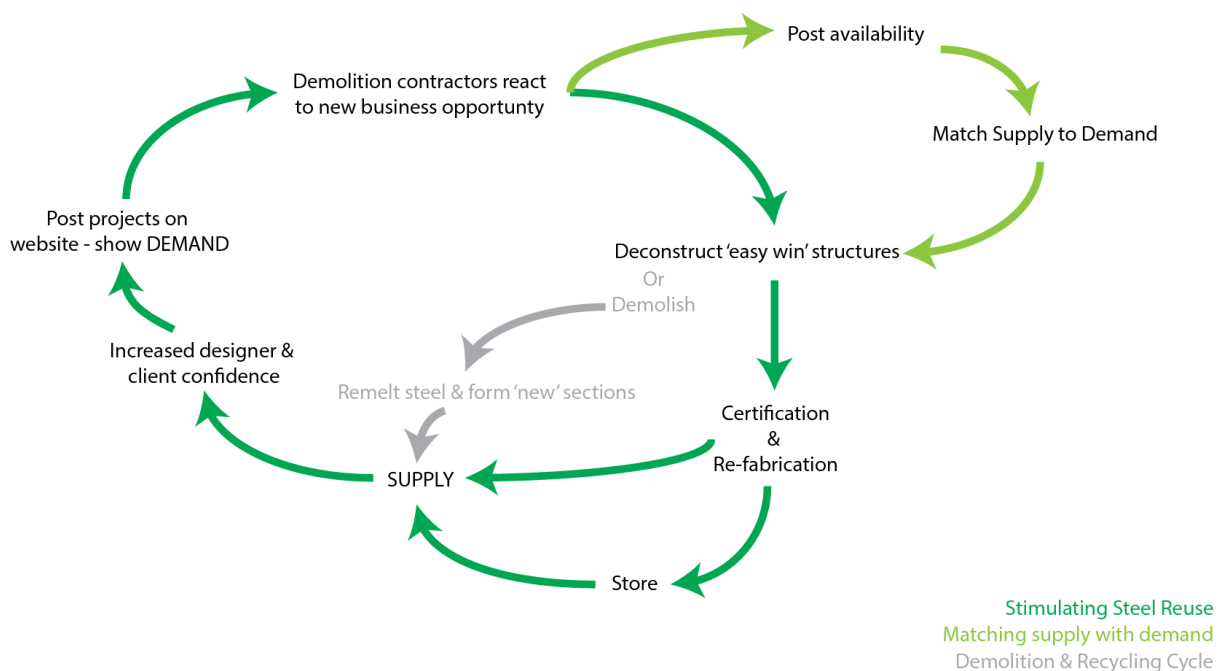 Post availability
Demolition contractors react
to new business opportunty
Match Supply to Demand
Post projects on
website - show DEMAND
Deconstruct ‘easy win’ structures
Or
Demolish
Increased designer &
client confidence
Remelt steel & form ‘new’ sections
Certification
&
Re-fabrication
SUPPLY
Store
Stimulating Steel Reuse
Matching supply with demand
Demolition & Recycling Cycle